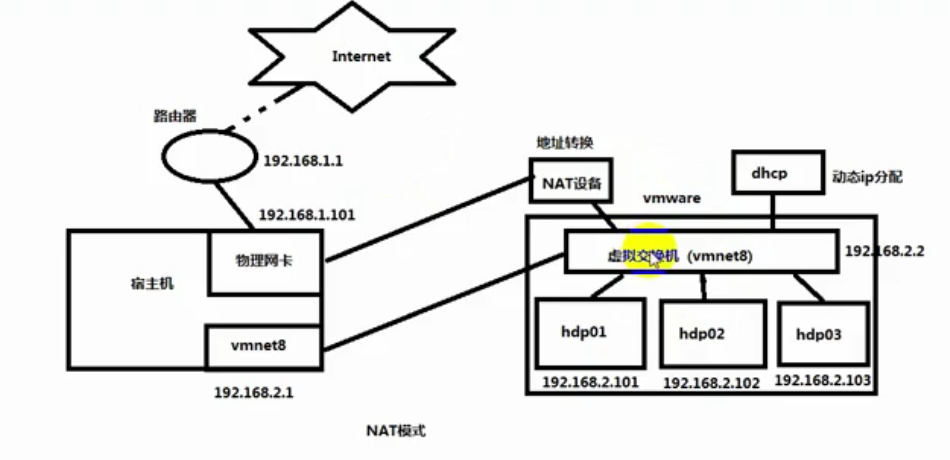 Internet
路由器
192.168.1.1
192.168.1.101
物理网卡
宿主机
vmnet8
192.168.2.1
地址转换
NAT设备
vmware
dhcp
动态ip分配
虚拟交换机 (vmnet8)
192.168.2.2
hdp01
hdp02
hdp03
192.168.2.101
192.168.2.102
192.168.2.103
NAT模式